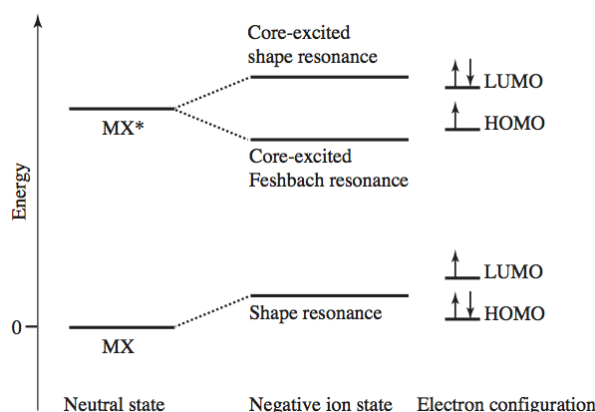 Core-excited
shape resonance
LUMO
MX*
HOMO
Core-excited
Feshbach resonance
Energy
LUMO
HOMO
Shape resonance
0
MX
Neutral state
Negative ion state
Electron configuration